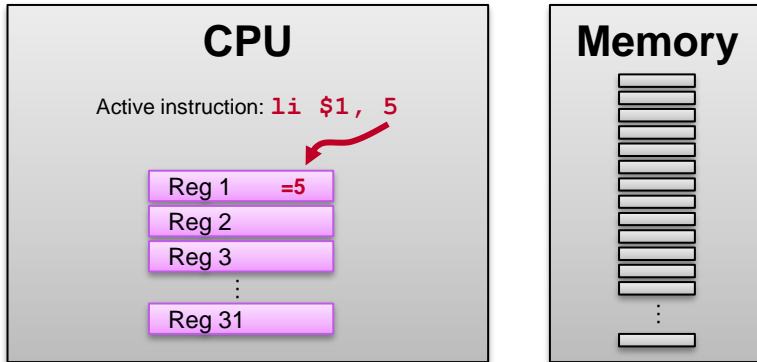 CPU
Active instruction: li $1, 5
Reg 1 =5
Reg 2
Reg 3
⋮
Reg 31
Memory
⋮